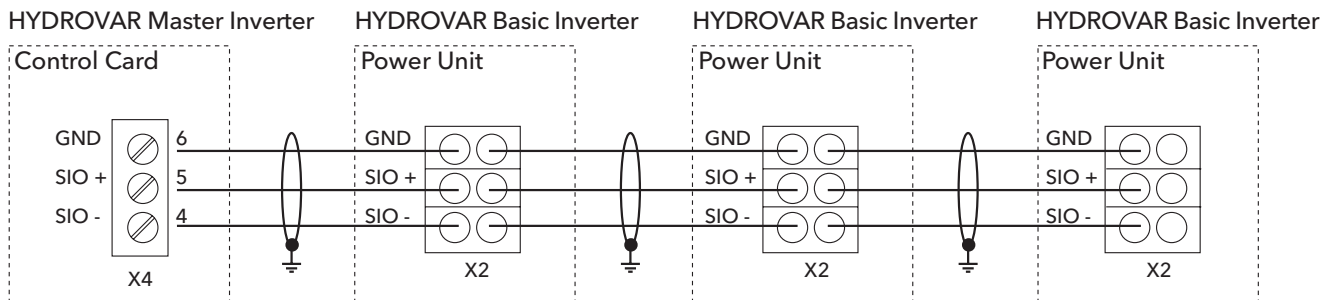 HYDROVAR Master Inverter HYDROVAR Basic Inverter HYDROVAR Basic Inverter HYDROVAR Basic Inverter
Control Card Power Unit Power Unit Power Unit
GND 6 GND GND GND
SIO + 5 SIO + SIO + SIO +
SIO - 4 SIO - SIO - SIO -
X4 X2 X2 X2